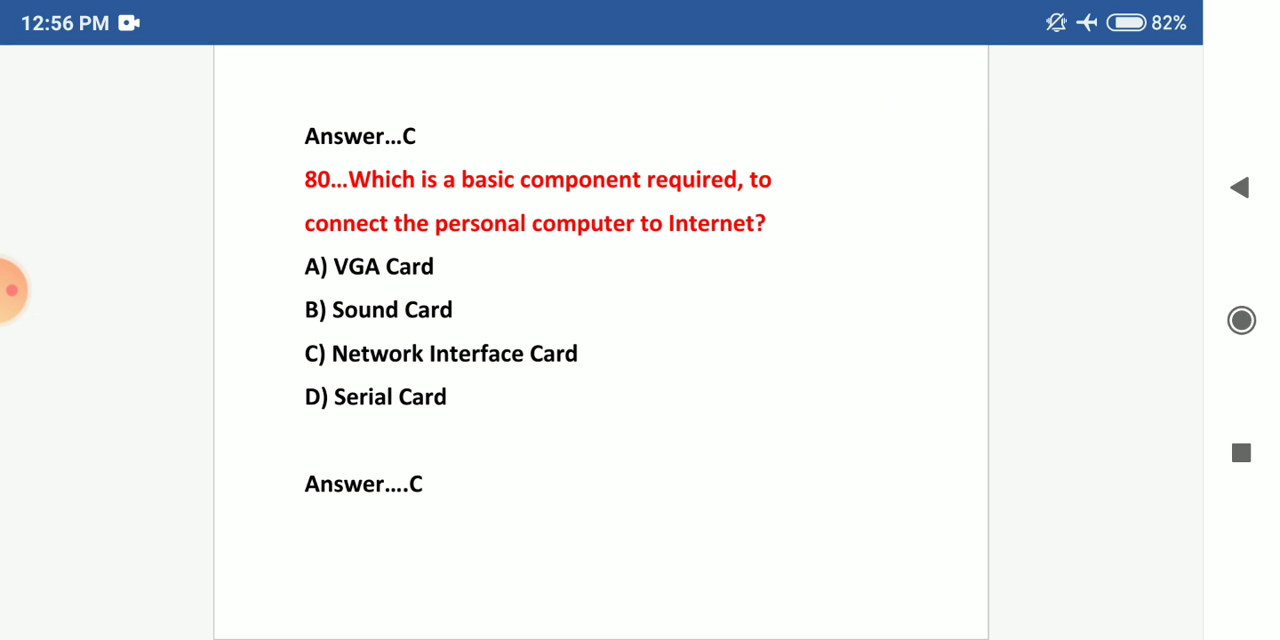 12:56 PM 82%
Answer...C
80...Which is a basic component required, to
connect the personal computer to Internet?
A) VGA Card
B) Sound Card
C) Network Interface Card
D) Serial Card
Answer....C